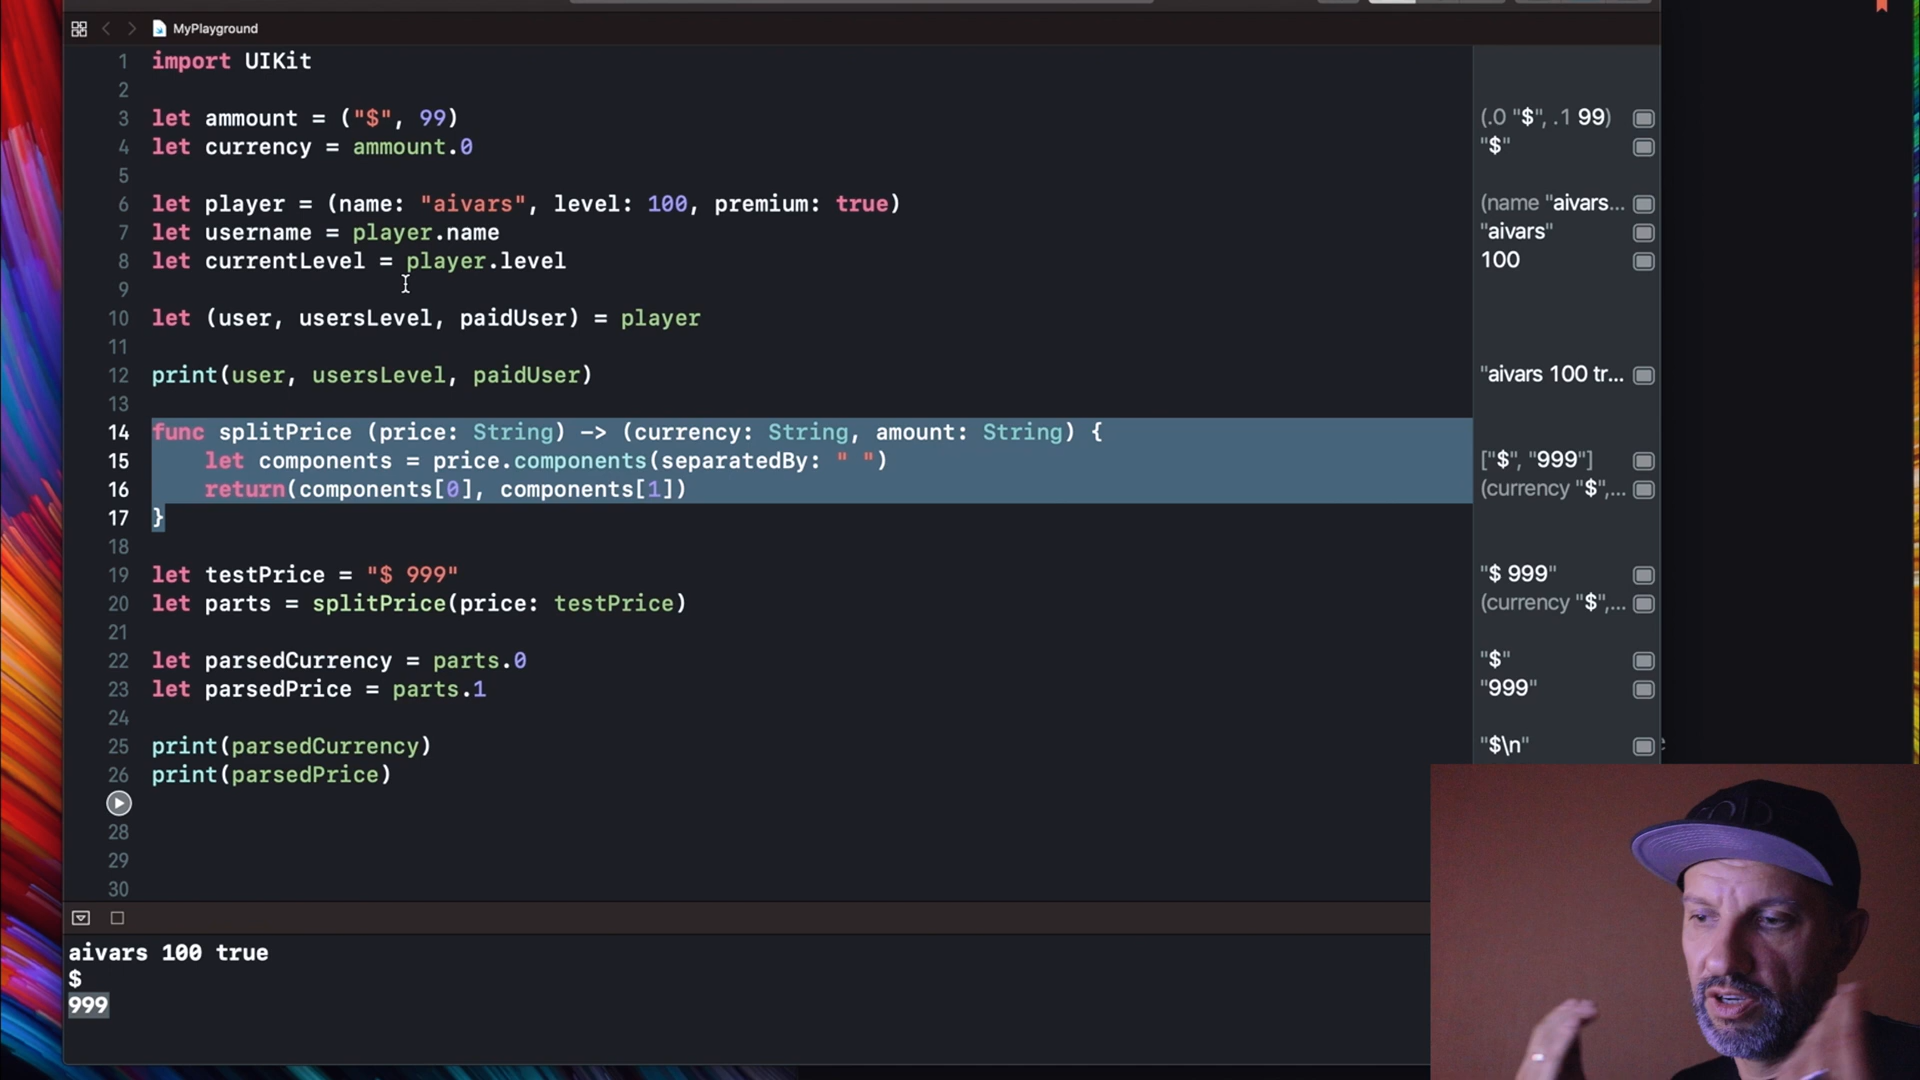 MyPlayground
1 import UIKit
2
3 let ammount = ("$", 99) (.0 "$", .1 99)
4 let currency = ammount.0 "$"
5
6 let player = (name: "aivars", level: 100, premium: true) (name "aivars...
7 let username = player.name "aivars"
8 let currentLevel = player.level 100
9
10 let (user, usersLevel, paidUser) = player
11
12 print(user, usersLevel, paidUser) "aivars 100 tr...
13
14 func splitPrice (price: String) -> (currency: String, amount: String) {
15 let components = price.components(separatedBy: " ") ["$", "999"]
16 return(components[0], components[1]) (currency "$",...
17 }
18
19 let testPrice = "$ 999" "$ 999"
20 let parts = splitPrice(price: testPrice) (currency "$",...
21
22 let parsedCurrency = parts.0 "$"
23 let parsedPrice = parts.1 "999"
24
25 print(parsedCurrency) "$\n"
26 print(parsedPrice)
28
29
30
aivars 100 true
$
999